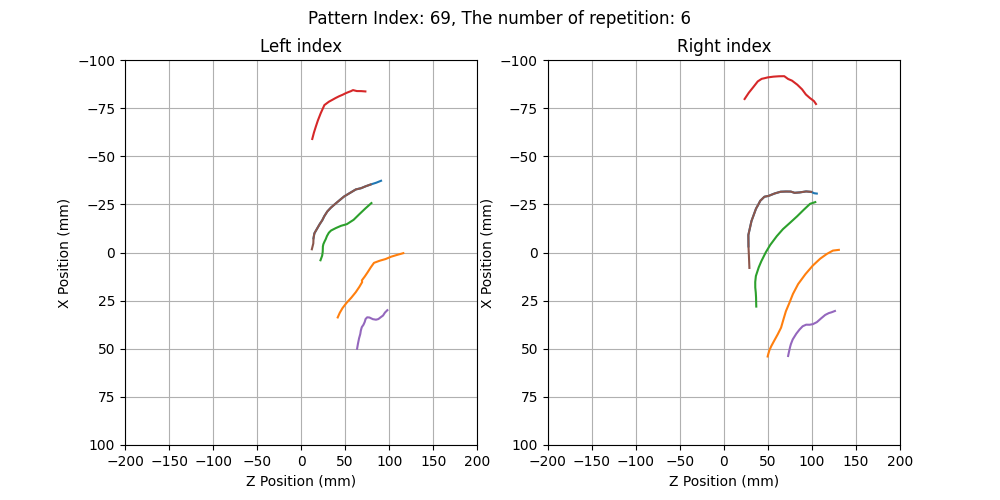 Pattern Index: 69, The number of repetition: 6
Left index
Right index
−100
−75
−50
−25
0
25
50
75
100
X Position (mm)
−200 −150 −100 −50 0 50 100 150 200
Z Position (mm)
−100
−75
−50
−25
0
25
50
75
100
X Position (mm)
−200 −150 −100 −50 0 50 100 150 200
Z Position (mm)